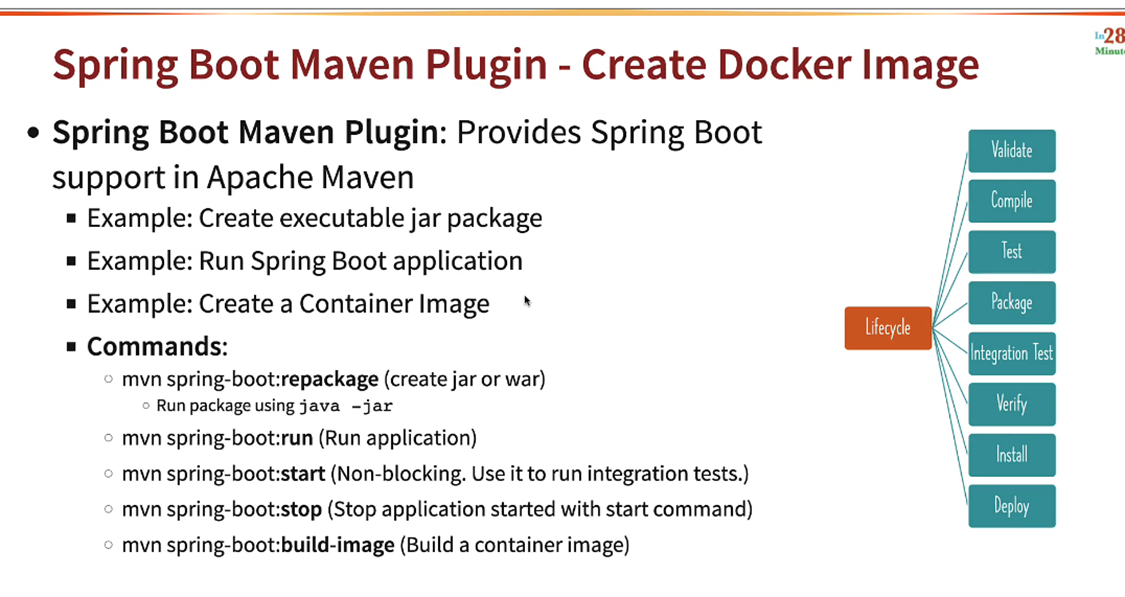 In 28
Minute
Spring Boot Maven Plugin - Create Docker Image
• Spring Boot Maven Plugin: Provides Spring Boot
support in Apache Maven
▪ Example: Create executable jar package
▪ Example: Run Spring Boot application
▪ Example: Create a Container Image
▪ Commands:
○ mvn spring-boot:repackage (create jar or war)
○ Run package using java -jar
○ mvn spring-boot:run (Run application)
○ mvn spring-boot:start (Non-blocking. Use it to run integration tests.)
○ mvn spring-boot:stop (Stop application started with start command)
○ mvn spring-boot:build-image (Build a container image)
Lifecycle
Validate
Compile
Test
Package
Integration Test
Verify
Install
Deploy